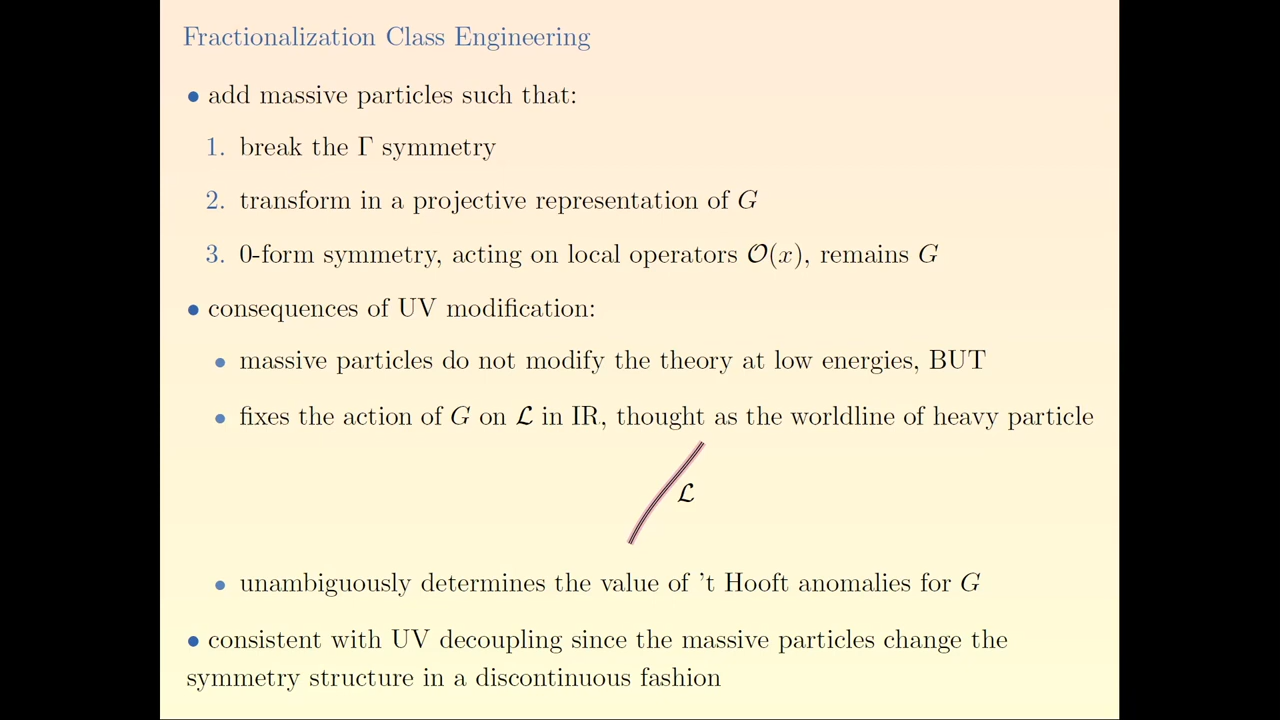 Fractionalization Class Engineering
• add massive particles such that:
1. break the Γ symmetry
2. transform in a projective representation of G
3. 0-form symmetry, acting on local operators 𝒪(x), remains G
• consequences of UV modification:
• massive particles do not modify the theory at low energies, BUT
• fixes the action of G on ℒ in IR, thought as the worldline of heavy particle
ℒ
• unambiguously determines the value of 't Hooft anomalies for G
• consistent with UV decoupling since the massive particles change the
symmetry structure in a discontinuous fashion